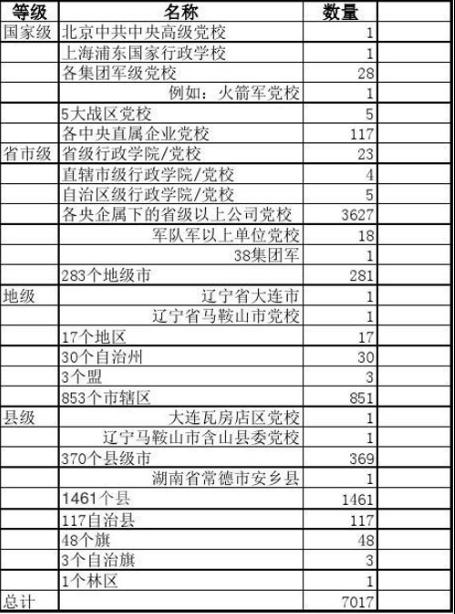 等级 名称 数量
国家级 北京中共中央高级党校 1
上海浦东国家行政学校 1
各集团军级党校 28
例如：火箭军党校 1
5大战区党校 5
各中央直属企业党校 117
省市级 省级行政学院/党校 23
直辖市级行政学院/党校 4
自治区级行政学院/党校 5
各央企属下的省级以上公司党校 3627
军队军以上单位党校 18
38集团军 1
283个地级市 281
地级 辽宁省大连市 1
辽宁省马鞍山市党校 1
17个地区 17
30个自治州 30
3个盟 3
853个市辖区 851
县级 大连瓦房店区党校 1
辽宁马鞍山市含山县委党校 1
370个县级市 369
湖南省常德市安乡县 1
1461个县 1461
117自治县 117
48个旗 48
3个自治旗 3
1个林区 1
总计 7017